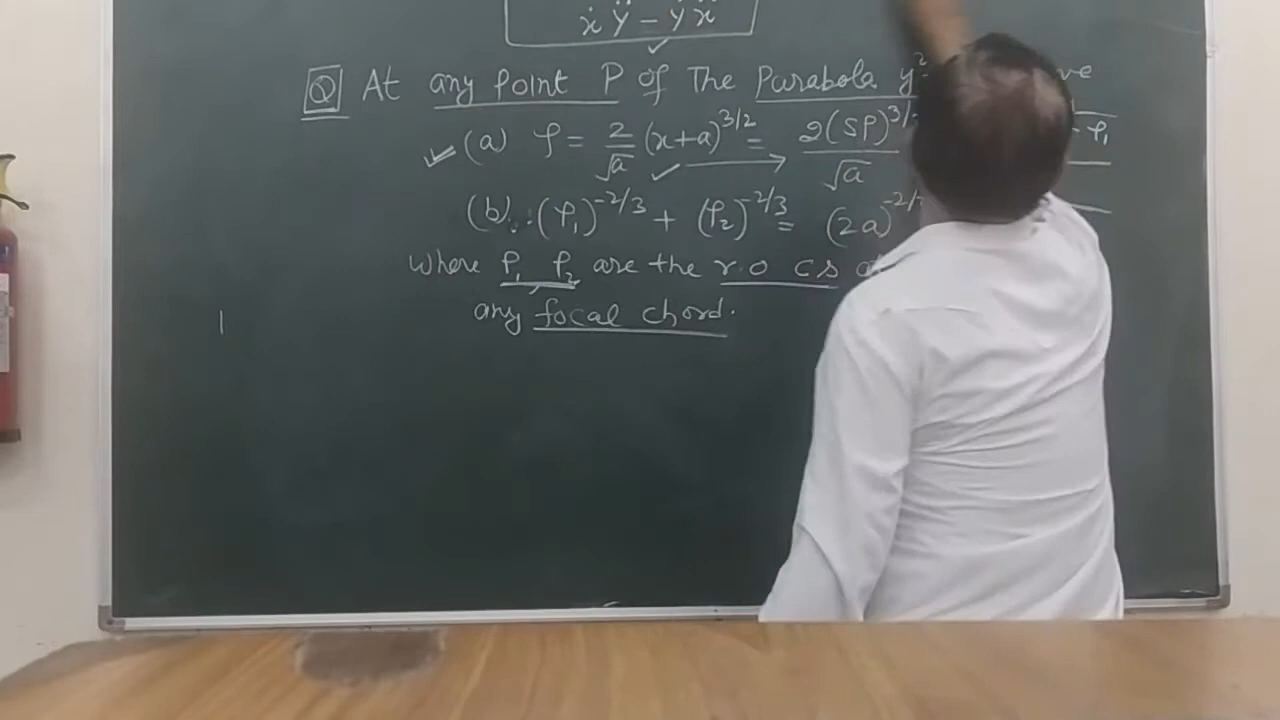 ẋÿ – ẏẍ
Q At any point P of The Parabola y²
(a) ρ = 2/√a (x+a)^3/2 = 2(SP)^3/ /√a
(b) (ρ₁)^-2/3 + (ρ₂)^-2/3 = (2a)^-2/
where ρ₁ ρ₂ are the r.o cs
any focal chord.